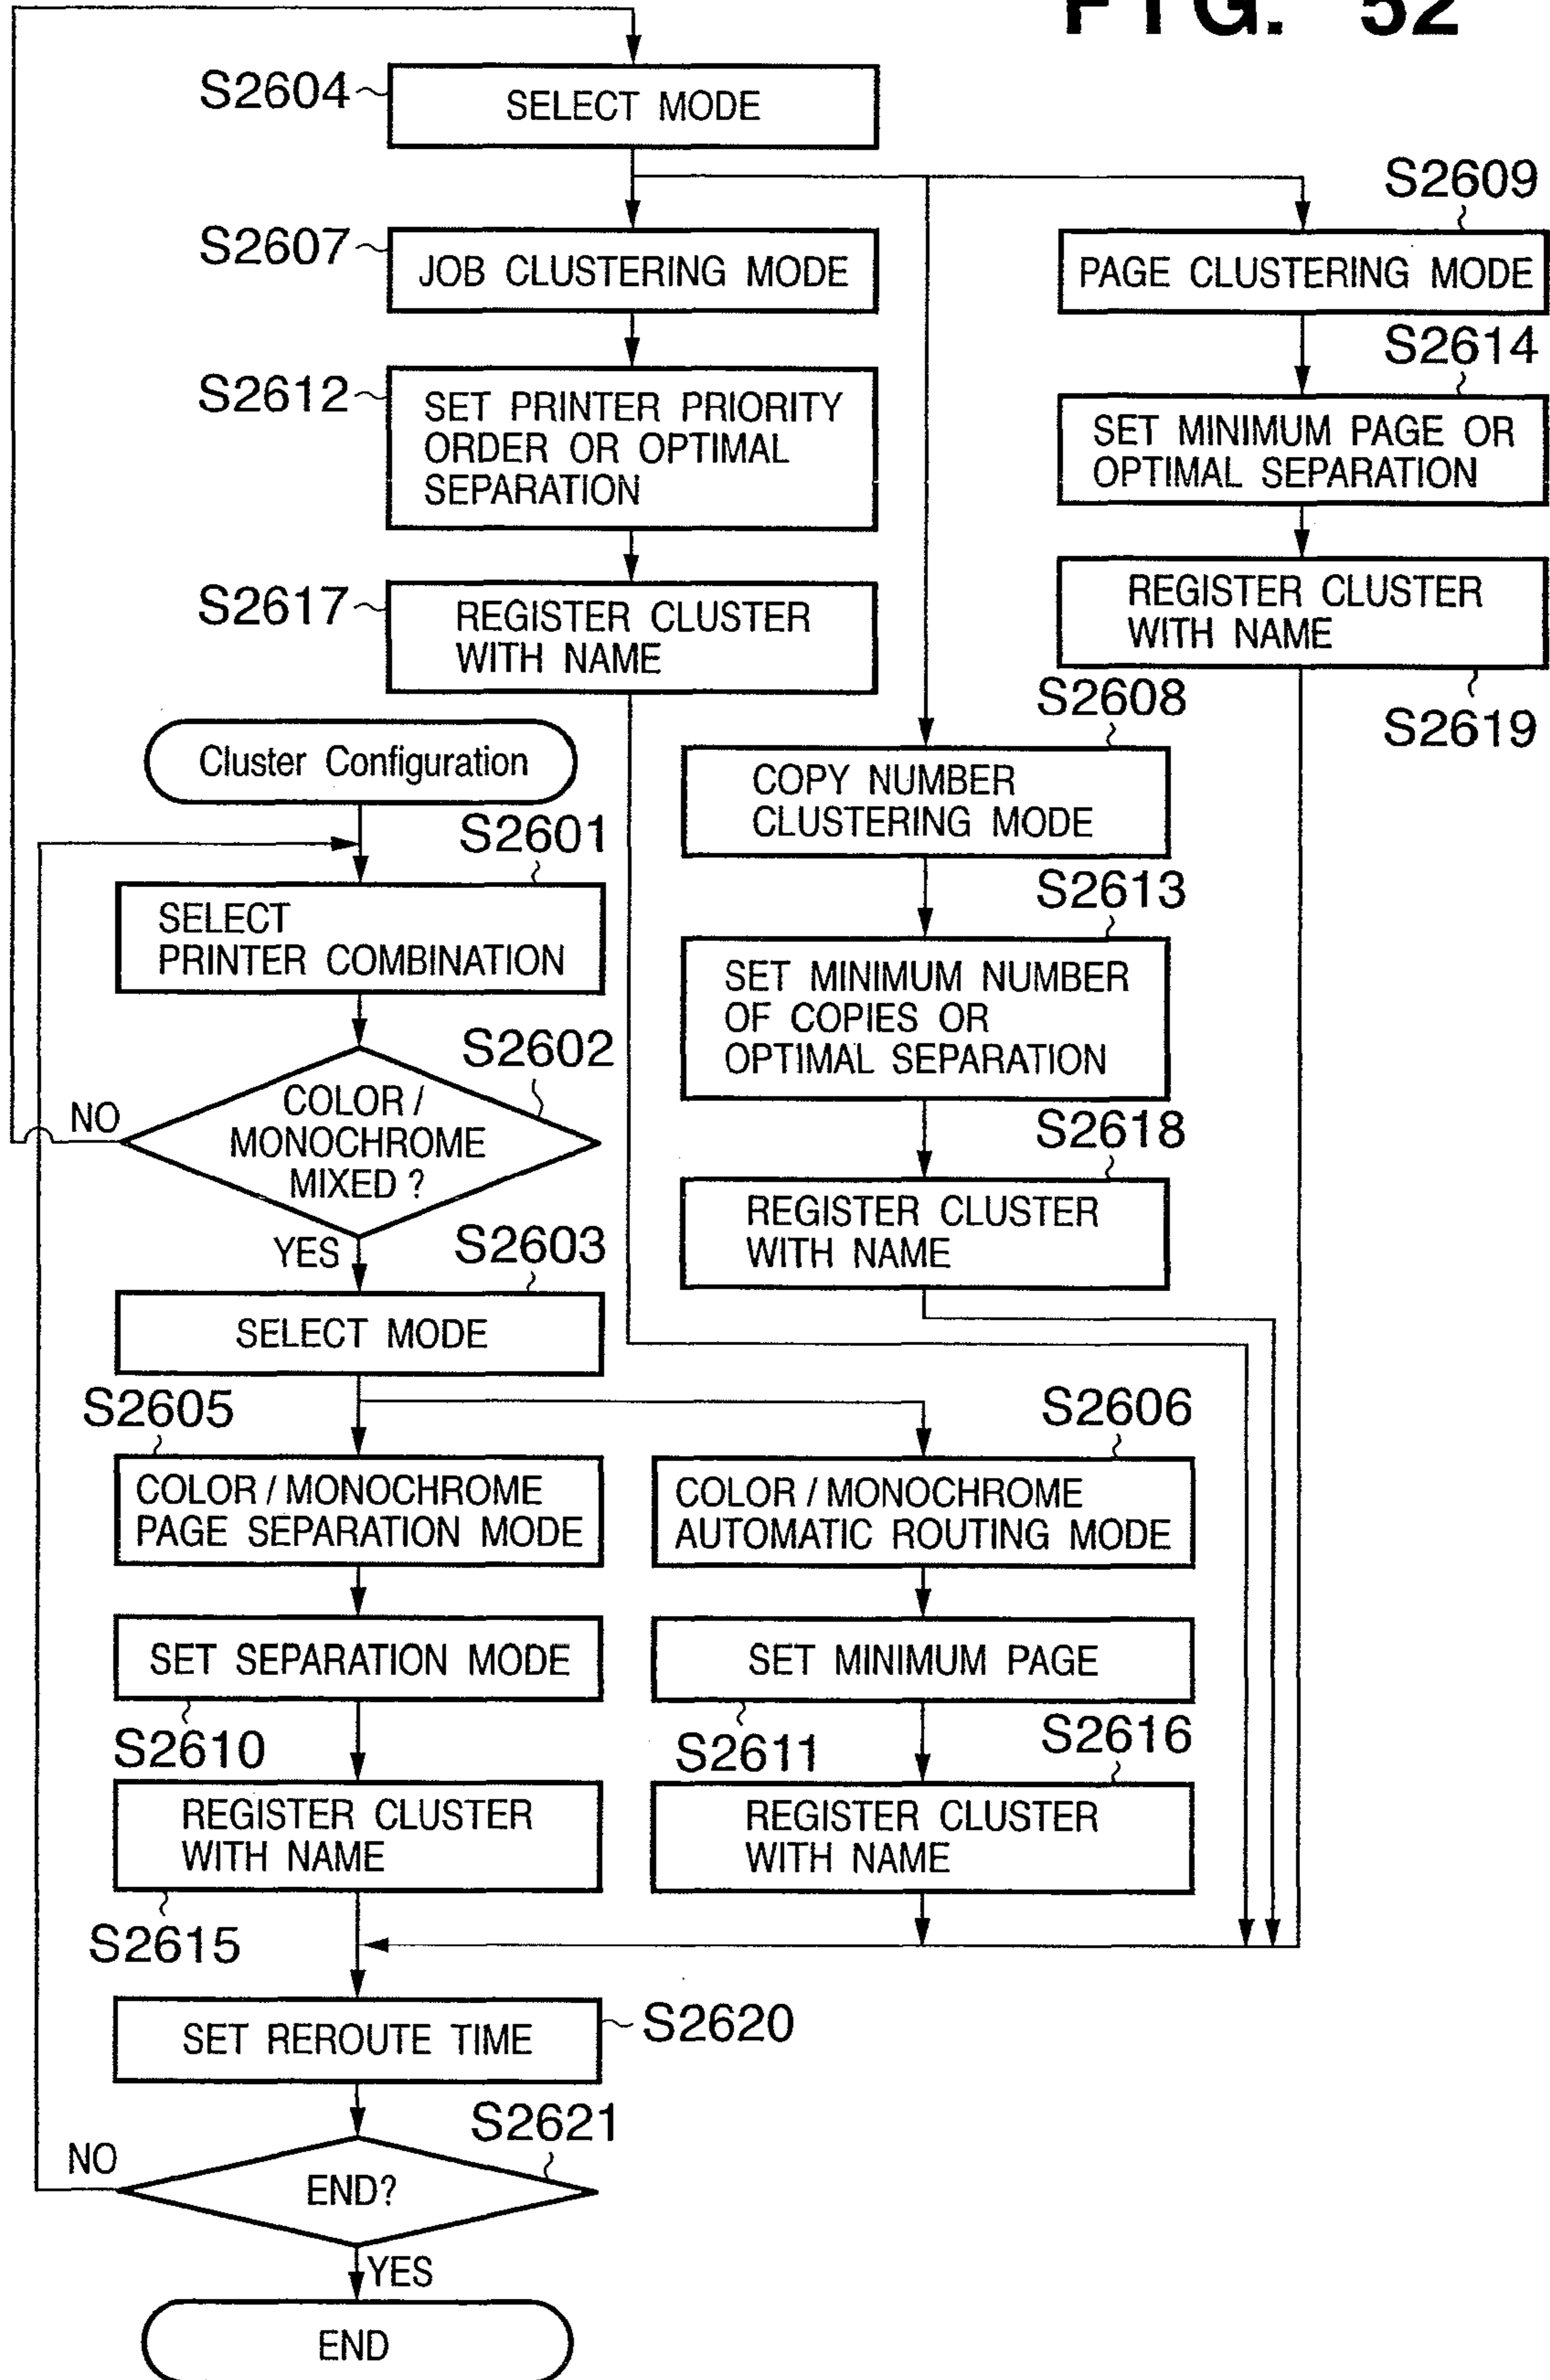 FIG. 52
S2604
SELECT MODE
S2609
S2607
JOB CLUSTERING MODE
PAGE CLUSTERING MODE
S2614
S2612
SET PRINTER PRIORITY
ORDER OR OPTIMAL
SEPARATION
SET MINIMUM PAGE OR
OPTIMAL SEPARATION
S2617
REGISTER CLUSTER
WITH NAME
REGISTER CLUSTER
WITH NAME
S2619
S2608
Cluster Configuration
COPY NUMBER
CLUSTERING MODE
S2601
SELECT
PRINTER COMBINATION
S2613
SET MINIMUM NUMBER
OF COPIES OR
OPTIMAL SEPARATION
S2602
NO
COLOR /
MONOCHROME
MIXED ?
S2618
REGISTER CLUSTER
WITH NAME
YES
S2603
SELECT MODE
S2605
S2606
COLOR / MONOCHROME
PAGE SEPARATION MODE
COLOR / MONOCHROME
AUTOMATIC ROUTING MODE
SET SEPARATION MODE
SET MINIMUM PAGE
S2610
S2611
S2616
REGISTER CLUSTER
WITH NAME
REGISTER CLUSTER
WITH NAME
S2615
SET REROUTE TIME
S2620
S2621
NO
END?
YES
END